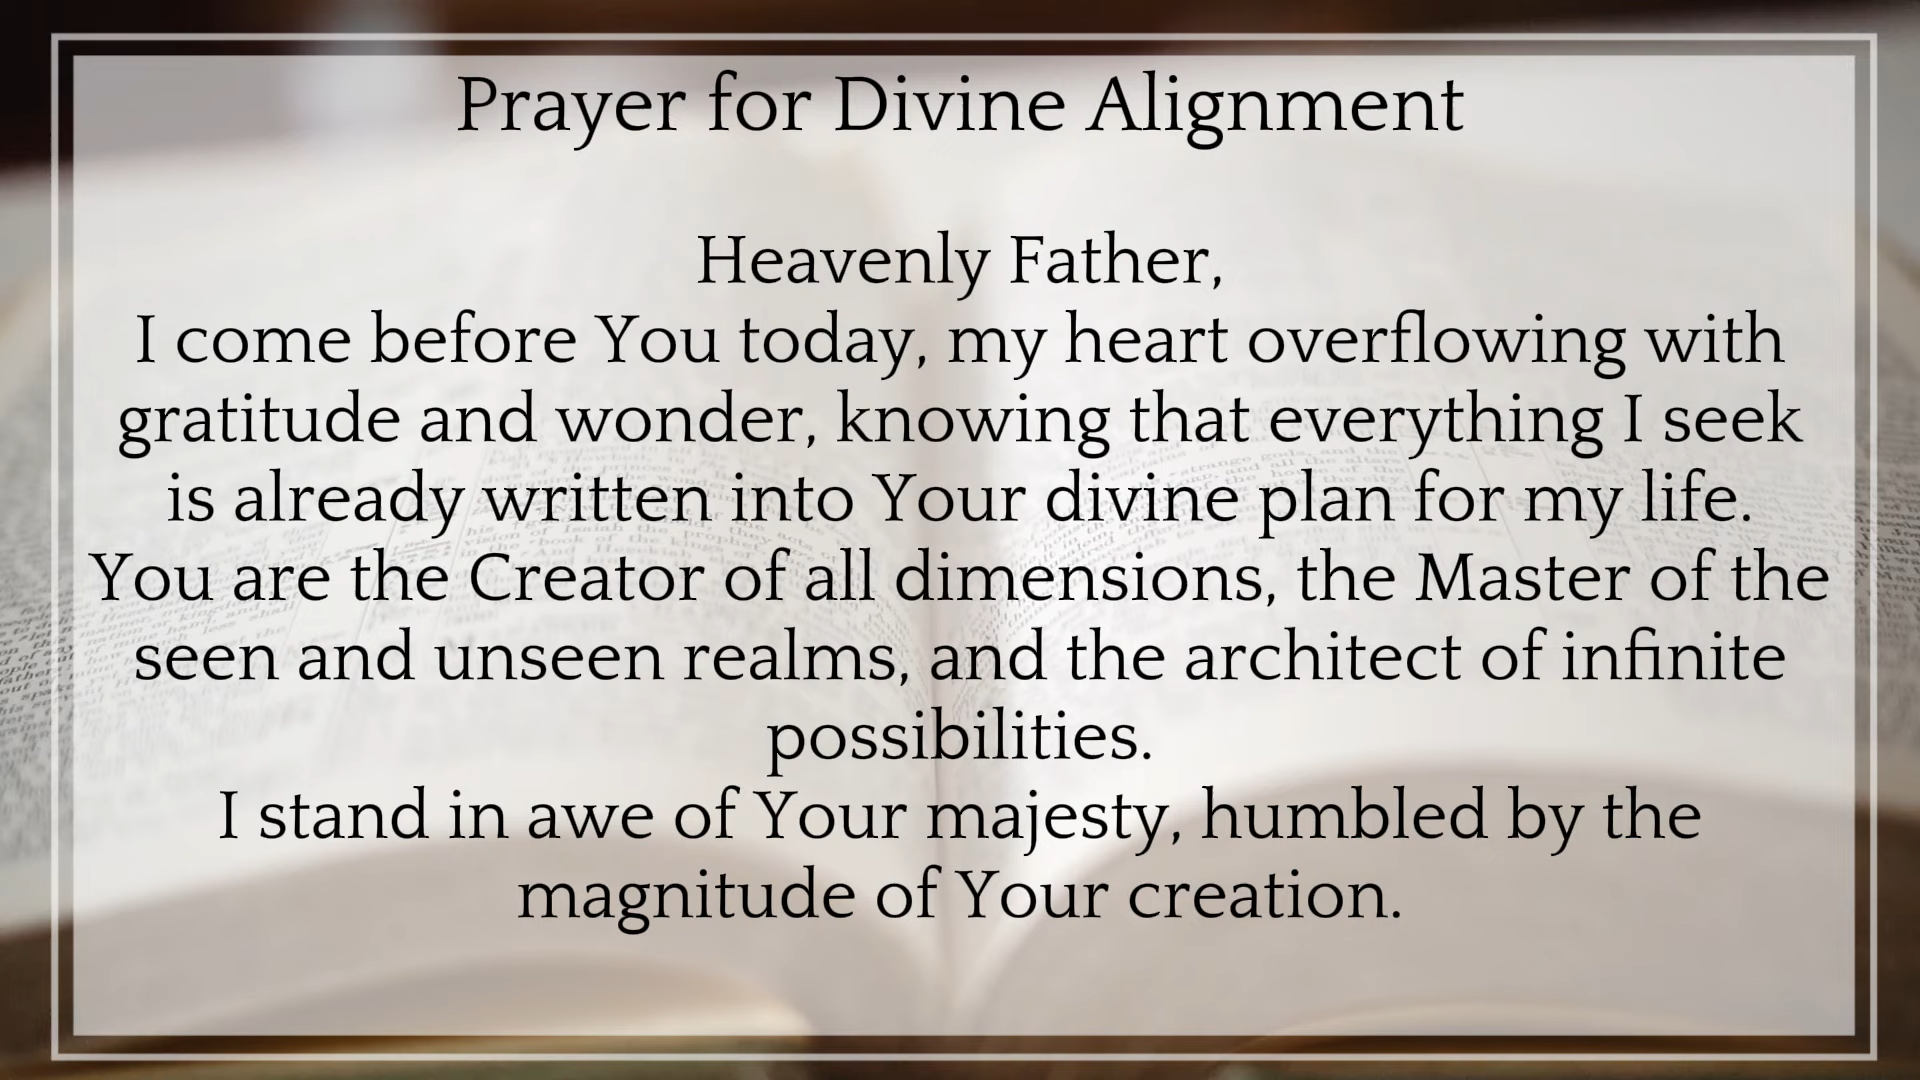 Prayer for Divine Alignment
Heavenly Father,
I come before You today, my heart overflowing with
gratitude and wonder, knowing that everything I seek
is already written into Your divine plan for my life.
You are the Creator of all dimensions, the Master of the
seen and unseen realms, and the architect of infinite
possibilities.
I stand in awe of Your majesty, humbled by the
magnitude of Your creation.